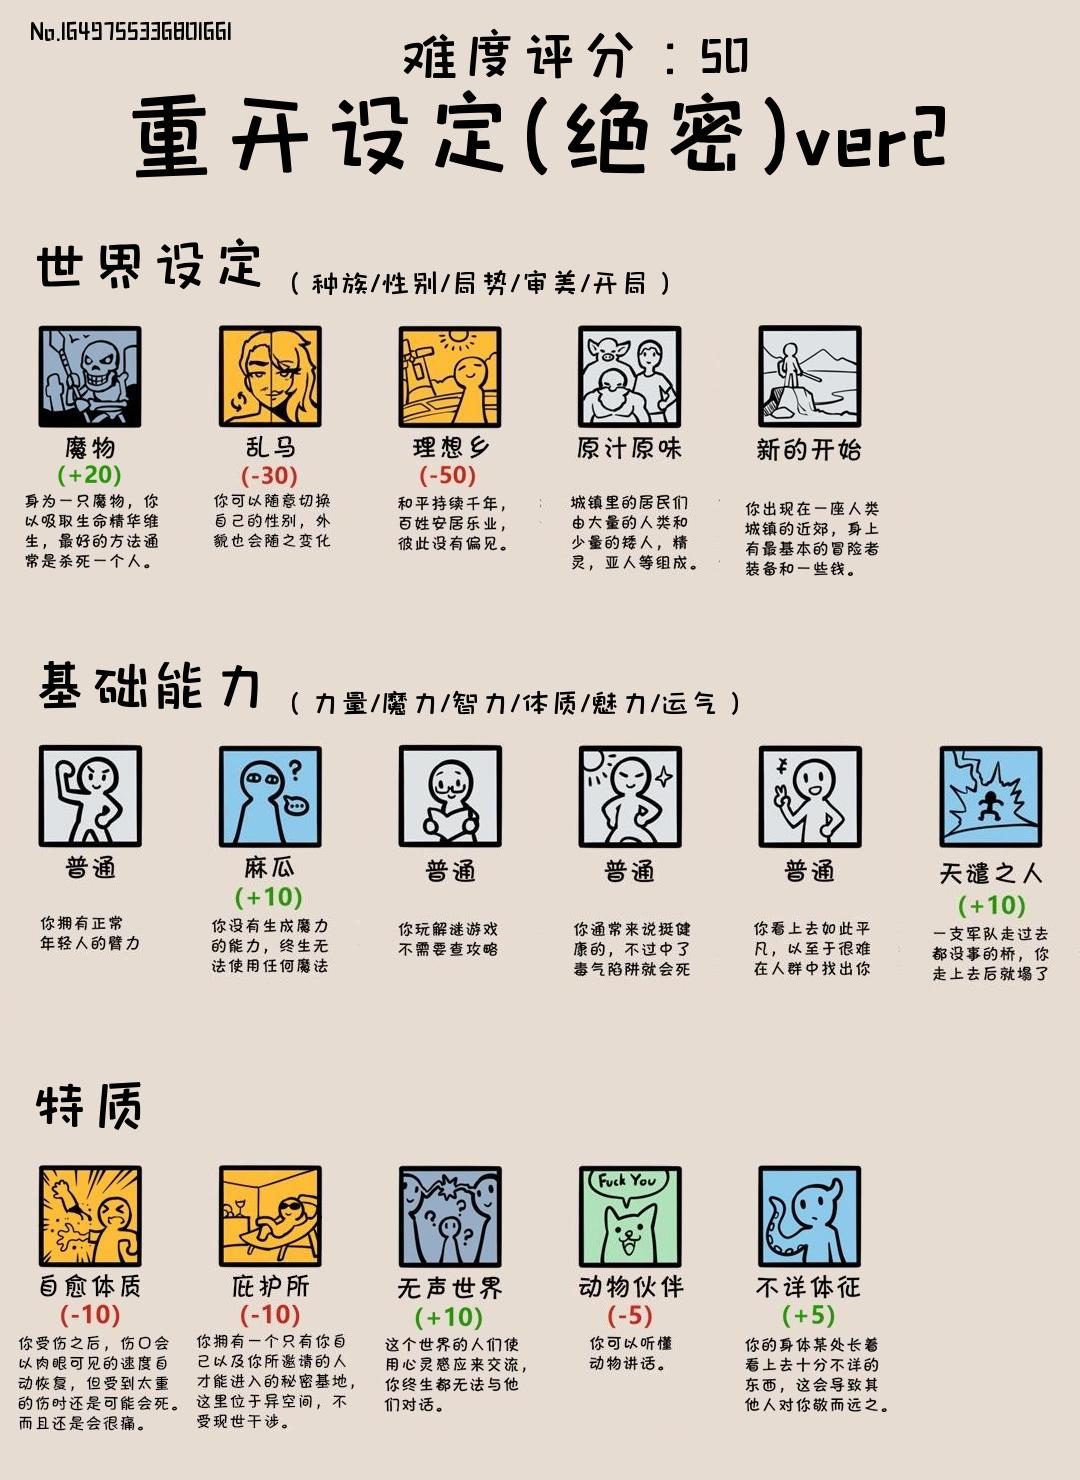 No.1649755336801661
难度评分：50
重开设定(绝密)ver2
世界设定（种族/性别/局势/审美/开局）
魔物
(+20)
身为一只魔物，你
以吸取生命精华维
生，最好的方法通
常是杀死一个人。
乱马
(-30)
你可以随意切换
自己的性别，外
貌也会随之变化
理想乡
(-50)
和平持续千年，
百姓安居乐业，
彼此没有偏见。
原汁原味
城镇里的居民们
由大量的人类和
少量的矮人，精
灵，亚人等组成。
新的开始
你出现在一座人类
城镇的近郊，身上
有最基本的冒险者
装备和一些钱。
基础能力（力量/魔力/智力/体质/魅力/运气）
普通
你拥有正常
年轻人的臂力
麻瓜
(+10)
你没有生成魔力
的能力，终生无
法使用任何魔法
普通
你玩解谜游戏
不需要查攻略
普通
你通常来说挺健
康的，不过中了
毒气陷阱就会死
普通
你看上去如此平
凡，以至于很难
在人群中找出你
天谴之人
(+10)
一支军队走过去
都没事的桥，你
走上去后就塌了
特质
自愈体质
(-10)
你受伤之后，伤口会
以肉眼可见的速度自
动恢复，但受到太重
的伤时还是可能会死。
而且还是会很痛。
庇护所
(-10)
你拥有一个只有你自
己以及你所邀请的人
才能进入的秘密基地，
这里位于异空间，不
受现世干涉。
无声世界
(+10)
这个世界的人们使
用心灵感应来交流，
你终生都无法与他
们对话。
Fuck You
动物伙伴
(-5)
你可以听懂
动物讲话。
不详体征
(+5)
你的身体某处长着
看上去十分不详的
东西，这会导致其
他人对你敬而远之。